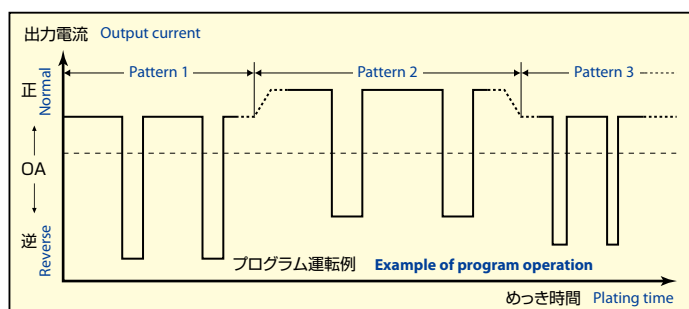 出力電流 Output current
Pattern 1
Pattern 2
Pattern 3
正
Normal
OA
逆
Reverse
プログラム運転例 Example of program operation
めっき時間 Plating time